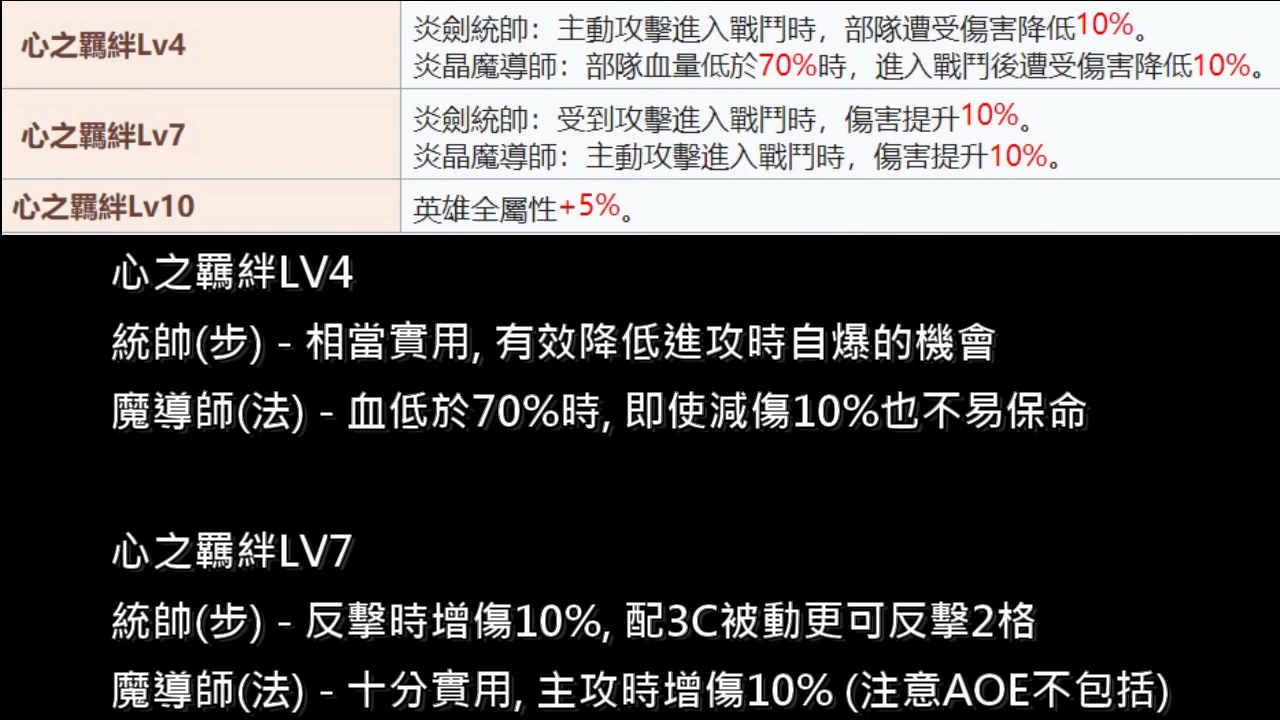 心之羈絆Lv4
炎劍統帥：主動攻擊進入戰鬥時，部隊遭受傷害降低10%。
炎晶魔導師：部隊血量低於70%時，進入戰鬥後遭受傷害降低10%。
心之羈絆Lv7
炎劍統帥：受到攻擊進入戰鬥時，傷害提升10%。
炎晶魔導師：主動攻擊進入戰鬥時，傷害提升10%。
心之羈絆Lv10
英雄全屬性+5%。
心之羈絆LV4
統帥(步) - 相當實用, 有效降低進攻時自爆的機會
魔導師(法) - 血低於70%時, 即使減傷10%也不易保命
心之羈絆LV7
統帥(步) - 反擊時增傷10%, 配3C被動更可反擊2格
魔導師(法) - 十分實用, 主攻時增傷10% (注意AOE不包括)